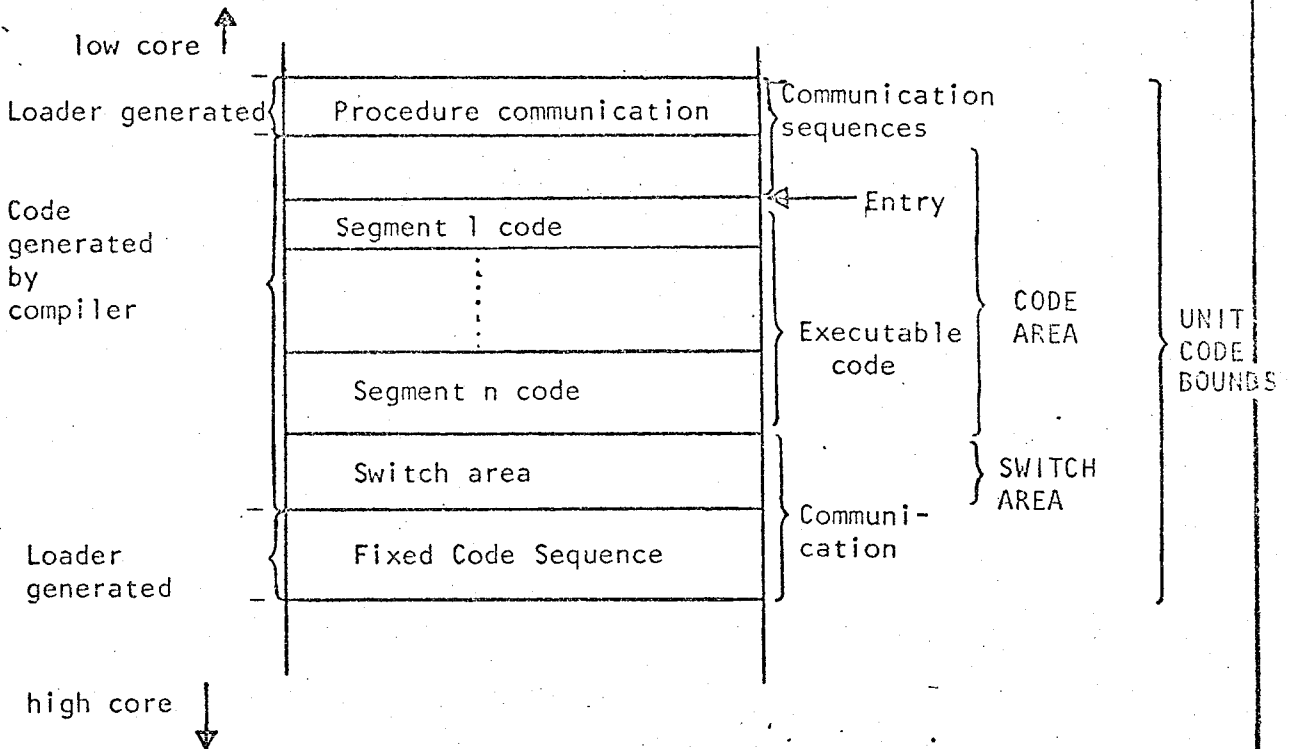 low core
Loader generated
Procedure communication
Communication
sequences
Entry
Code
generated
by
compiler
Segment 1 code
CODE
AREA
Executable
code
UNIT
CODE
BOUNDS
Segment n code
Switch area
SWITCH
AREA
Communi-
cation
Loader
generated
Fixed Code Sequence
high core